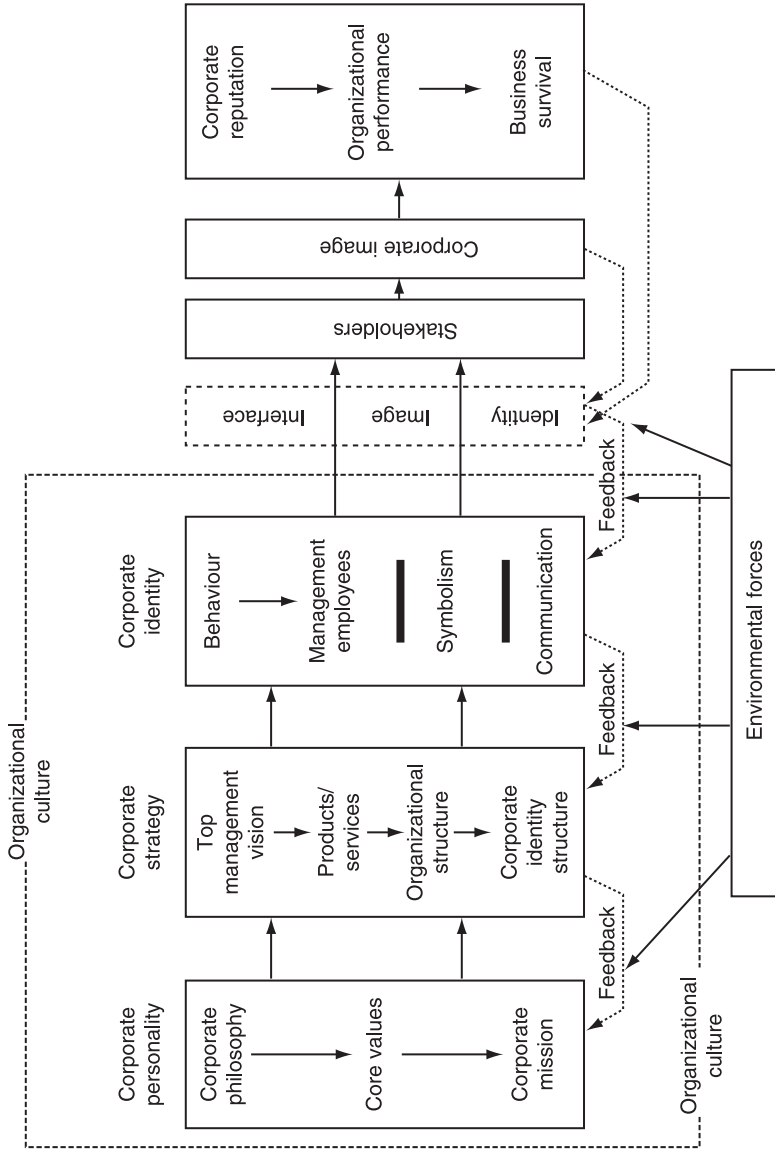 Organizational
culture
Corporate
personality
Corporate
philosophy
Core values
Corporate
mission
Corporate
strategy
Top
management
vision
Products/
services
Organizational
structure
Corporate
identity
structure
Corporate
identity
Behaviour
Management
employees
Symbolism
Communication
Interface
Image
Identity
Stakeholders
Corporate image
Corporate
reputation
Organizational
performance
Business
survival
Feedback
Feedback
Feedback
Organizational
culture
Environmental forces